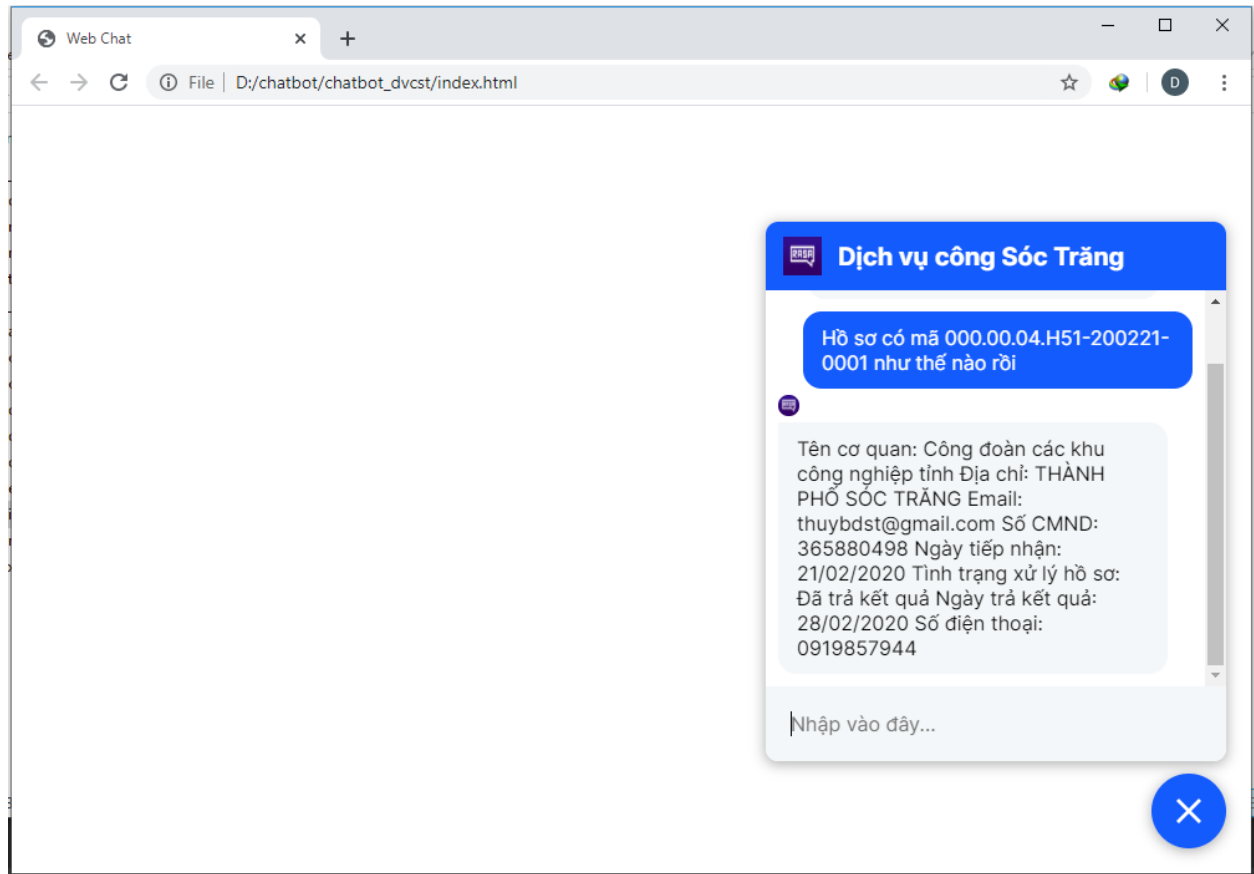 Web Chat
File
D:/chatbot/chatbot_dvcst/index.html
D
RASA
Dịch vụ công Sóc Trăng
Hồ sơ có mã 000.00.04.H51-200221-
0001 như thế nào rồi
Tên cơ quan: Công đoàn các khu
công nghiệp tỉnh Địa chỉ: THÀNH
PHỐ SÓC TRĂNG Email:
thuybdst@gmail.com Số CMND:
365880498 Ngày tiếp nhận:
21/02/2020 Tình trạng xử lý hồ sơ:
Đã trả kết quả Ngày trả kết quả:
28/02/2020 Số điện thoại:
0919857944
Nhập vào đây...